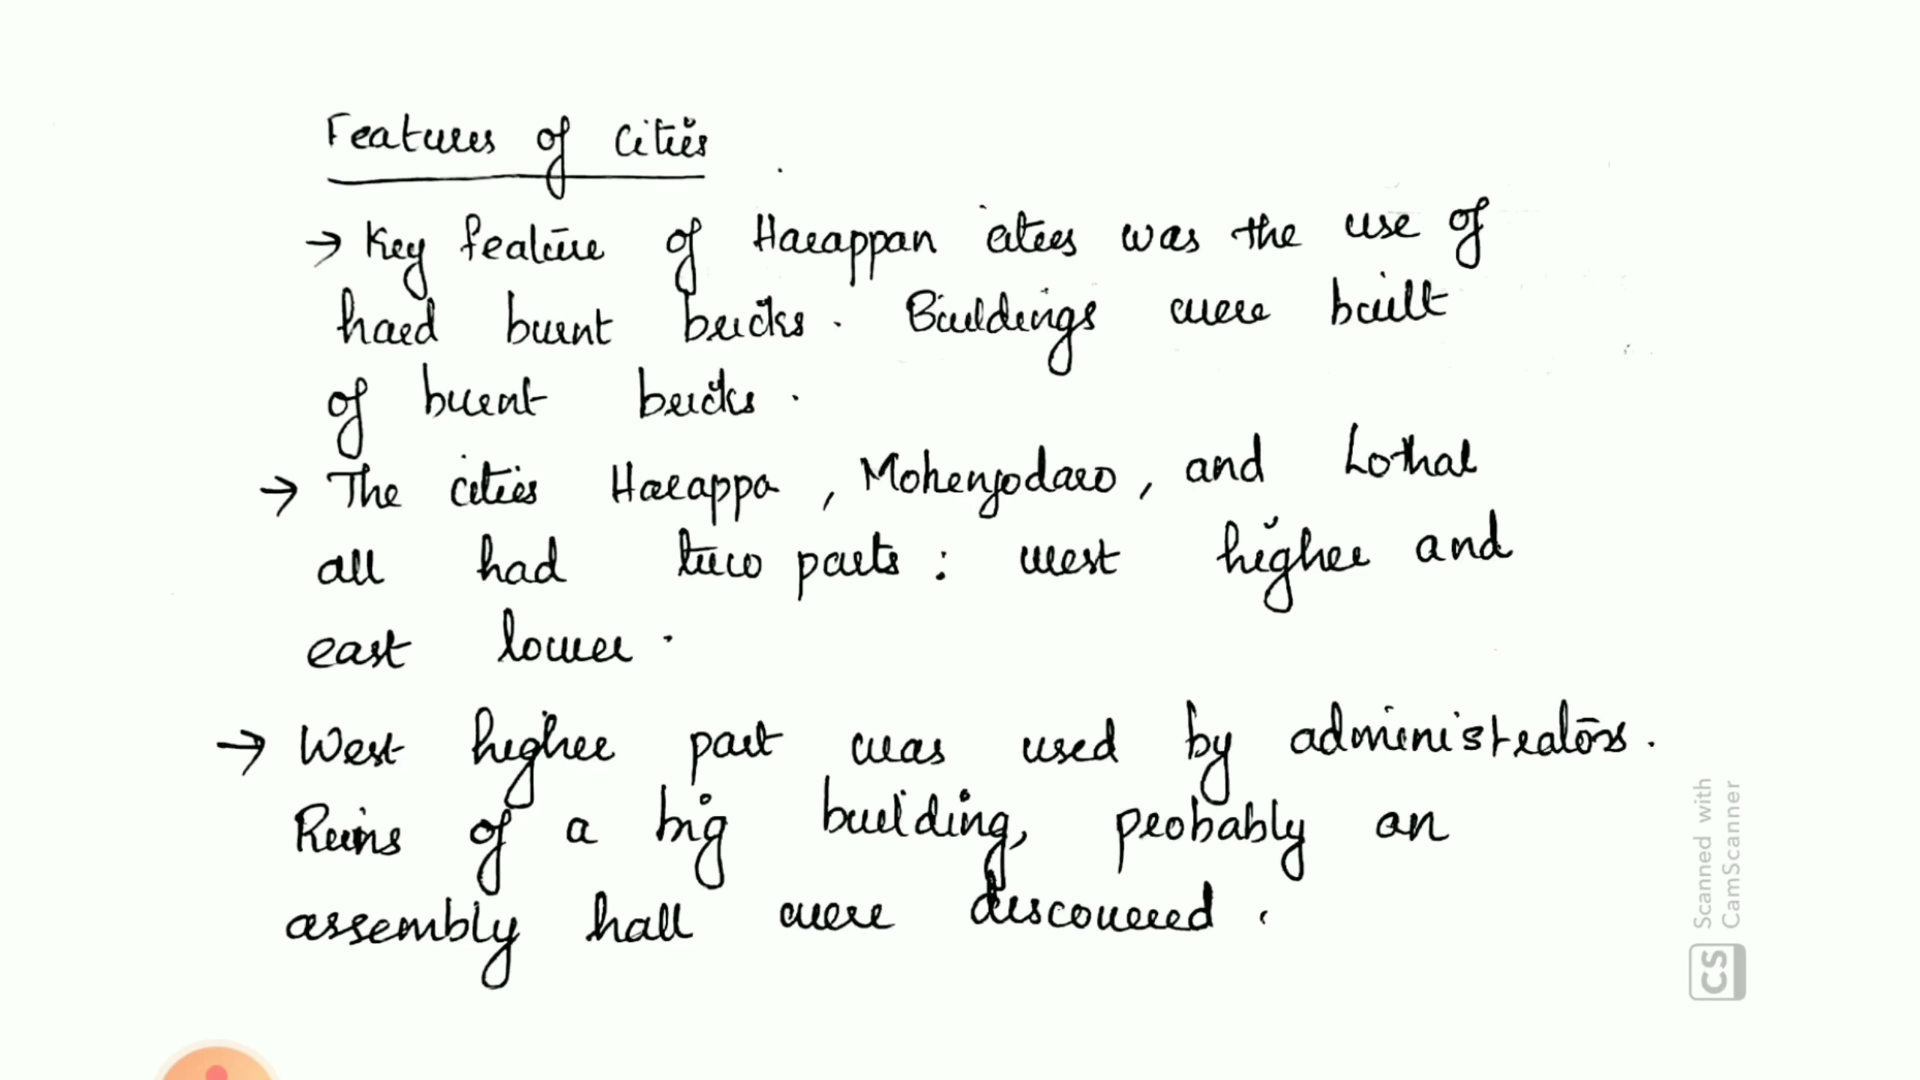 Features of Cities
→ Key feature of Harappan cities was the use of
hard burnt bricks. Buildings were built
of burnt bricks.
→ The cities Harappa, Mohenjodaro, and Lothal
all had two parts: west higher and
east lower.
→ West higher part was used by administrators.
Ruins of a big building, probably an
assembly hall were discovered.
Scanned with
CamScanner
CS